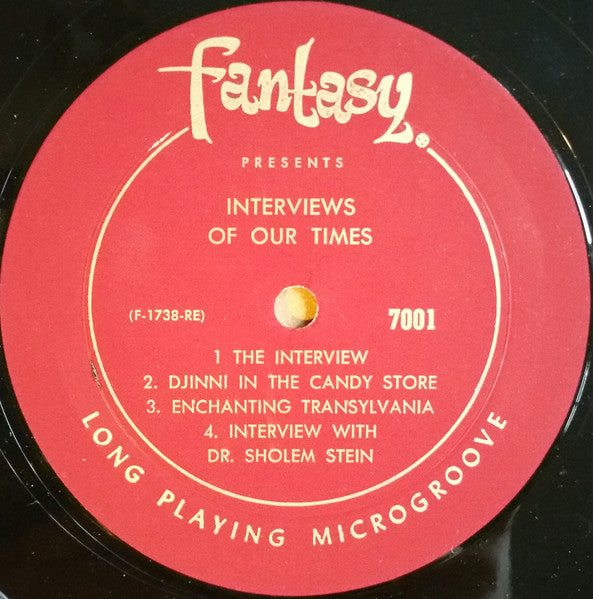 fantasy.
PRESENTS
INTERVIEWS
OF OUR TIMES
(F-1738-RE)
7001
1 THE INTERVIEW
2. DJINNI IN THE CANDY STORE
3. ENCHANTING TRANSYLVANIA
4. INTERVIEW WITH
DR. SHOLEM STEIN
LONG PLAYING MICROGROOVE